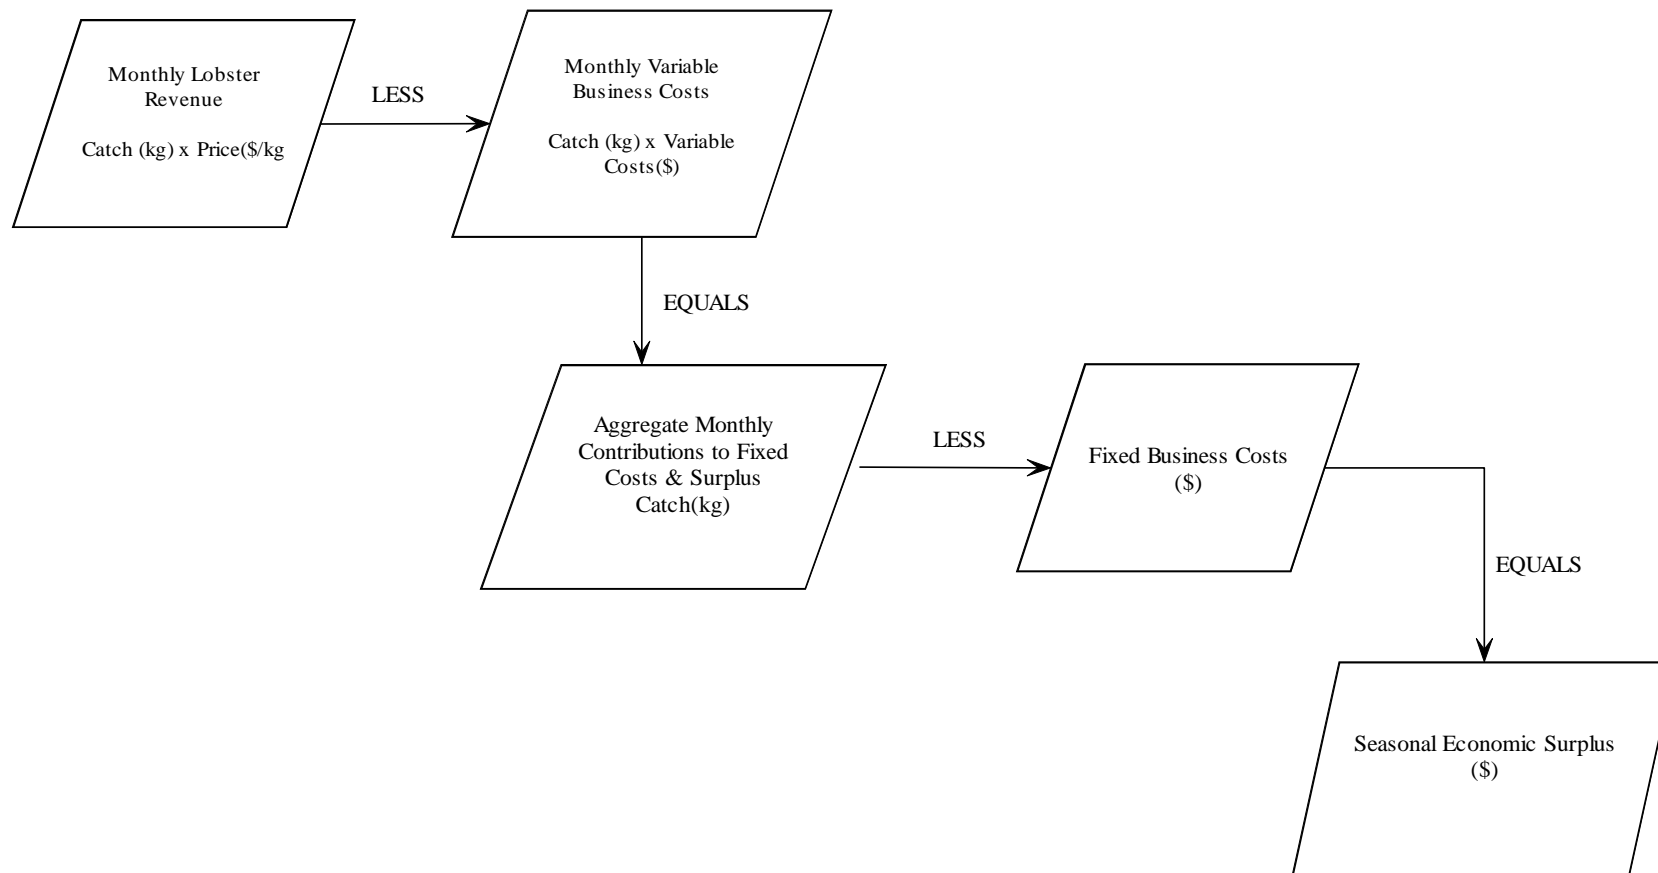 Monthly Lobster
Revenue
Catch (kg) x Price($/kg
LESS
Monthly Variable
Business Costs
Catch (kg) x Variable
Costs($)
EQUALS
Aggregate Monthly
Contributions to Fixed
Costs & Surplus
Catch(kg)
LESS
Fixed Business Costs
($)
EQUALS
Seasonal Economic Surplus
($)